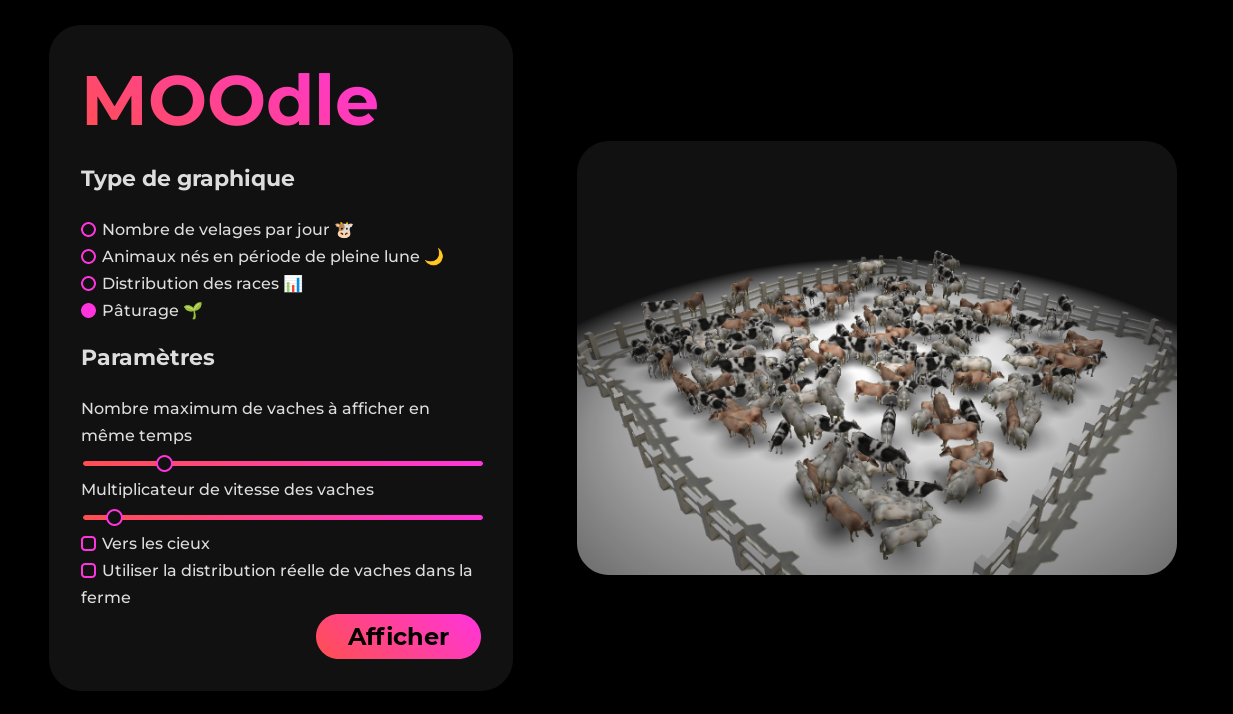 MOOdle
Type de graphique
Nombre de velages par jour 🐮
Animaux nés en période de pleine lune 🌙
Distribution des races 📊
Pâturage 🌱
Paramètres
Nombre maximum de vaches à afficher en
même temps
Multiplicateur de vitesse des vaches
Vers les cieux
Utiliser la distribution réelle de vaches dans la
ferme
Afficher